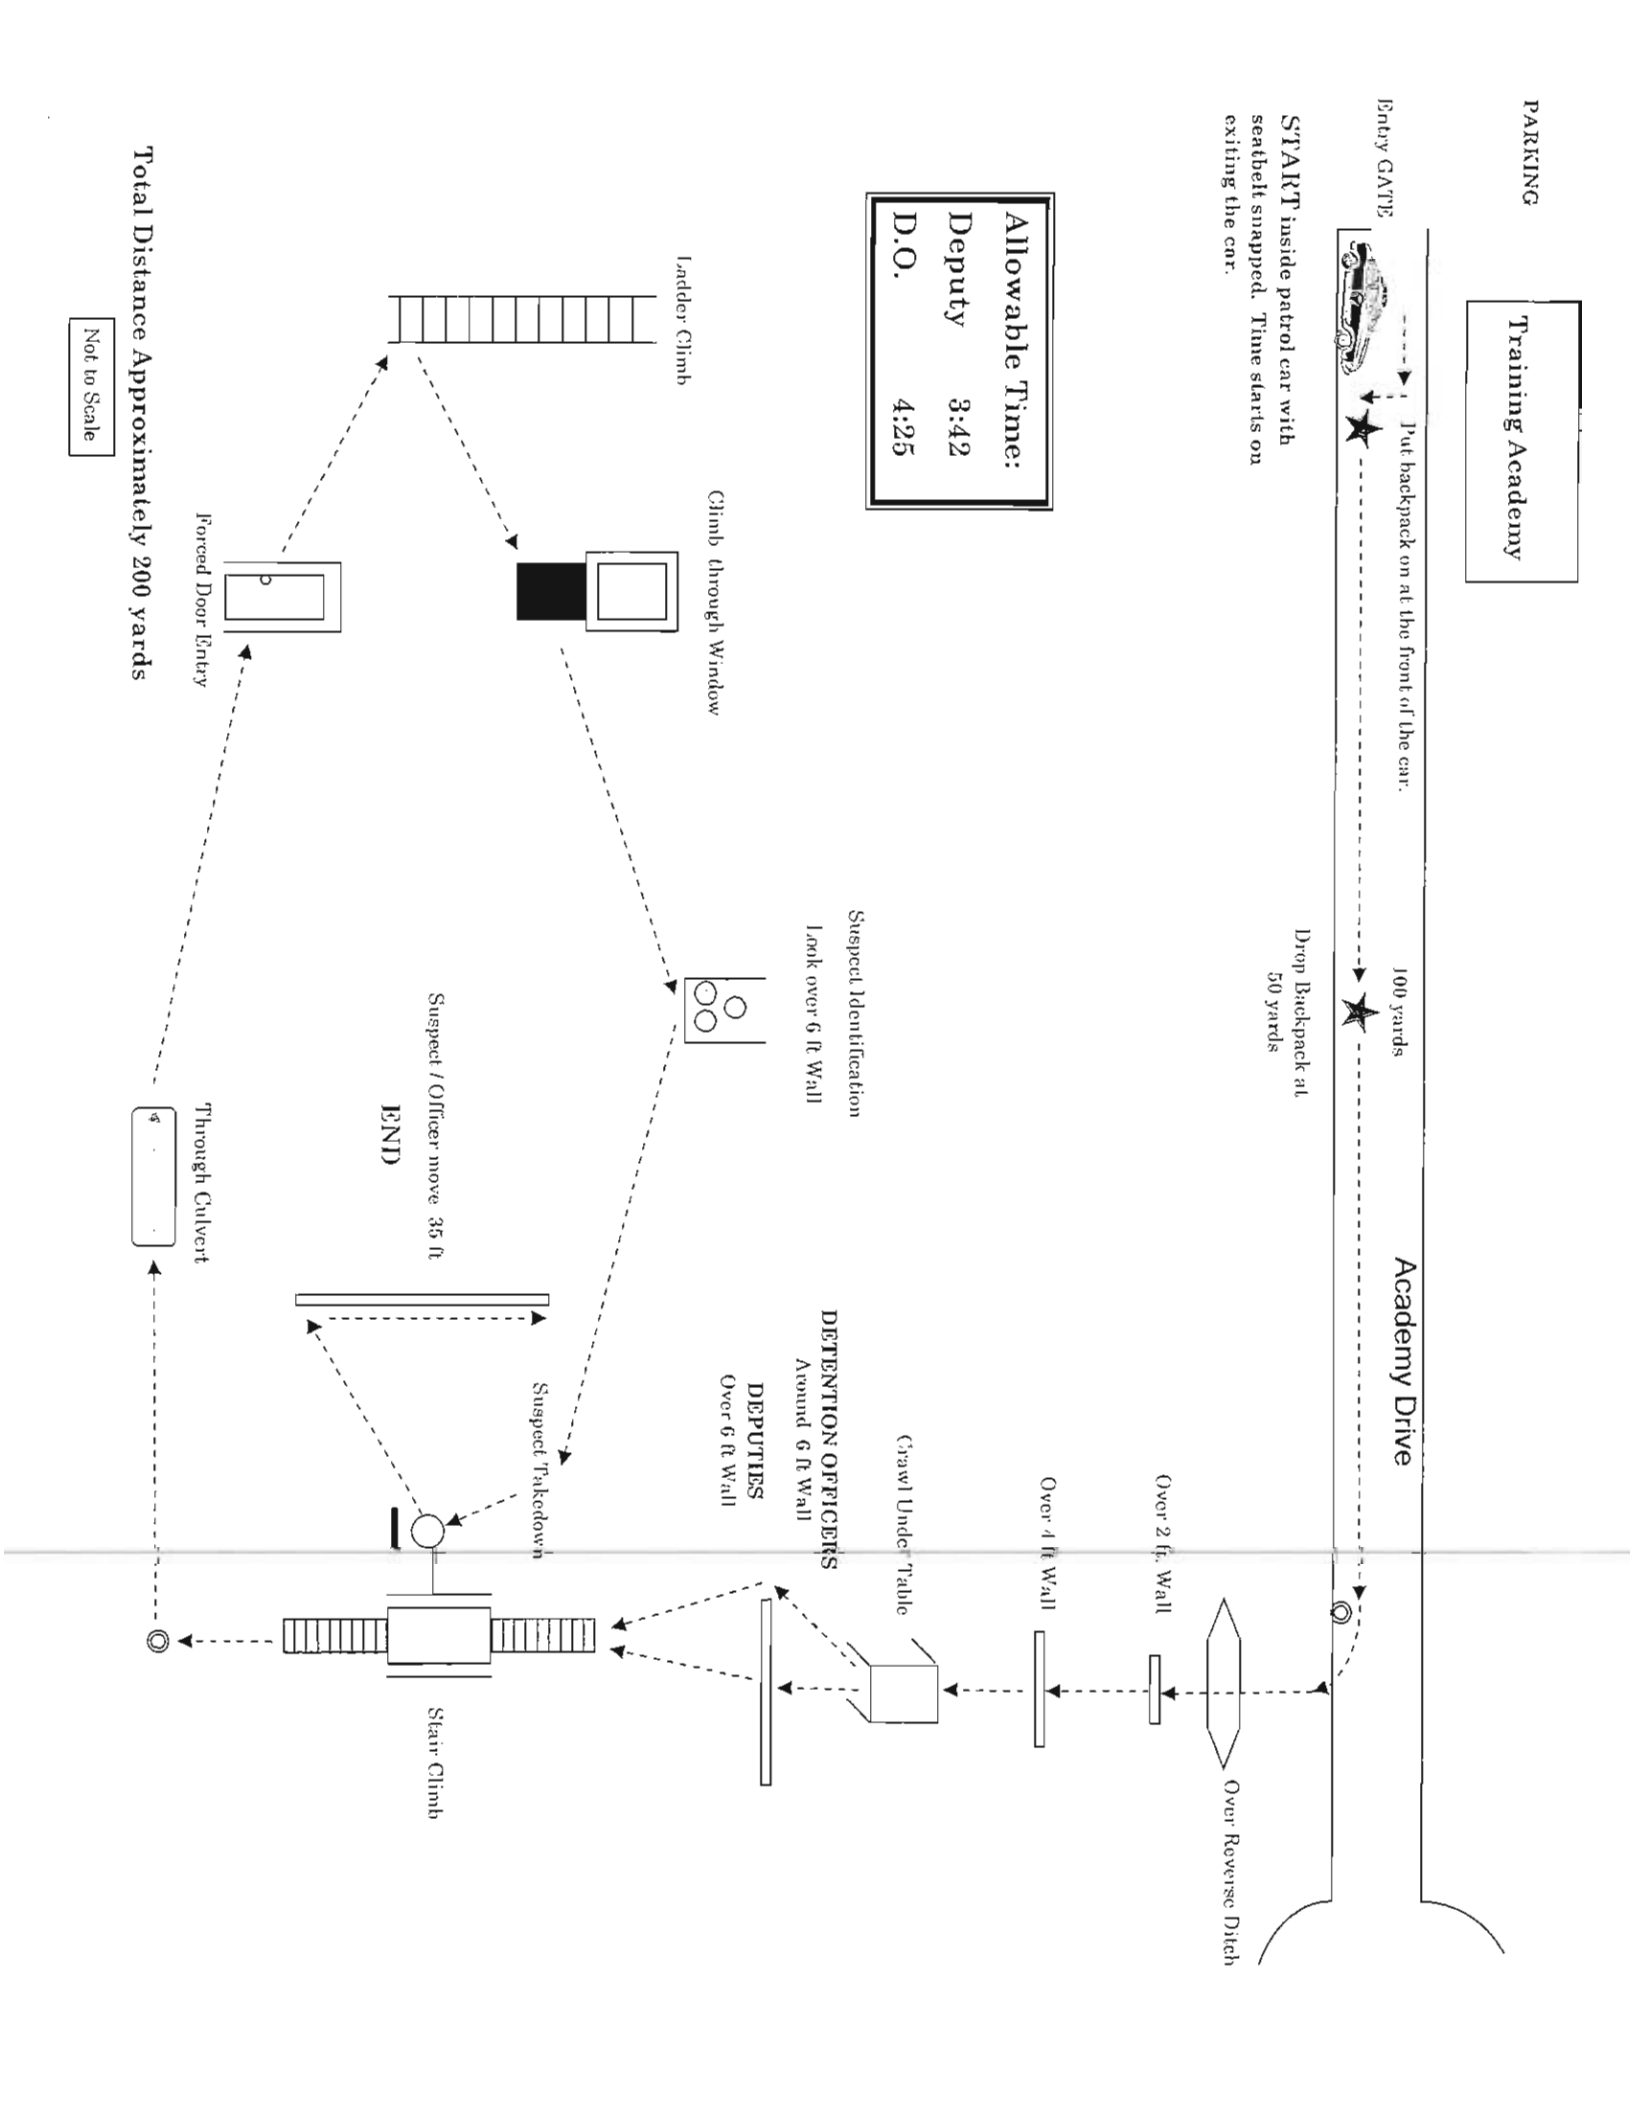 PARKING
Training Academy
Entry GATE
Put backpack on at the front of the car.
100 yards
Academy Drive
START inside patrol car with
seatbelt snapped. Time starts on
exiting the car.
Drop Backpack at
50 yards
Over Reverse Ditch
Over 2 ft. Wall
Over 4 ft Wall
Allowable Time:
Deputy 3:42
D.O. 4:25
Crawl Under Table
DETENTION OFFICERS
Around 6 ft Wall
DEPUTIES
Over 6 ft Wall
Suspect Identification
Look over 6 ft Wall
Climb through Window
Ladder Climb
Suspect Takedown
Stair Climb
Suspect / Officer move 35 ft
END
Forced Door Entry
Through Culvert
Total Distance Approximately 200 yards
Not to Scale